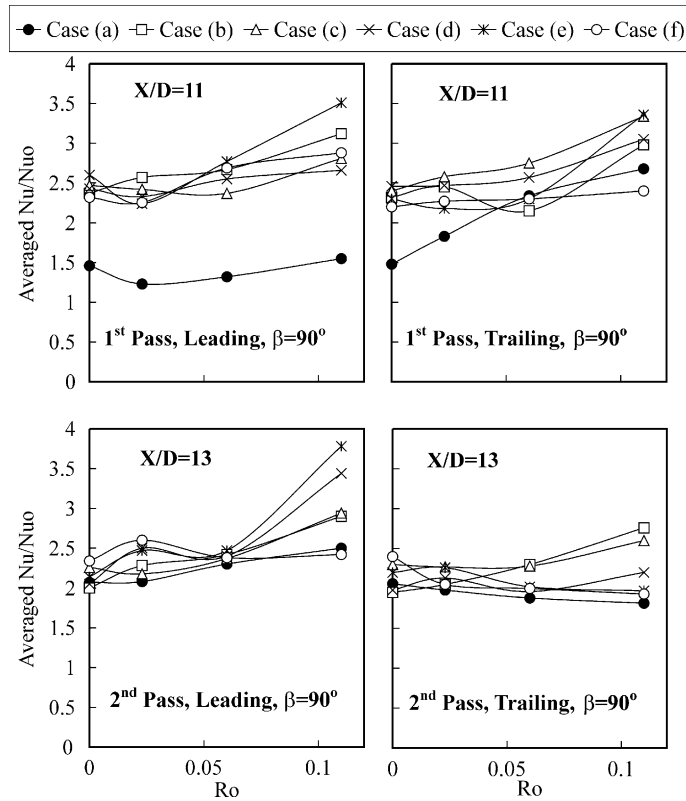 Case (a) Case (b) Case (c) Case (d) Case (e) Case (f)
4
3.5
3
2.5
2
1.5
1
0.5
0
Averaged Nu/Nuo
X/D=11
1st Pass, Leading, β=90º
X/D=11
1st Pass, Trailing, β=90º
4
3.5
3
2.5
2
1.5
1
0.5
0
Averaged Nu/Nuo
X/D=13
2nd Pass, Leading, β=90º
X/D=13
2nd Pass, Trailing, β=90º
0 0.05 0.1
Ro
0 0.05 0.1
Ro